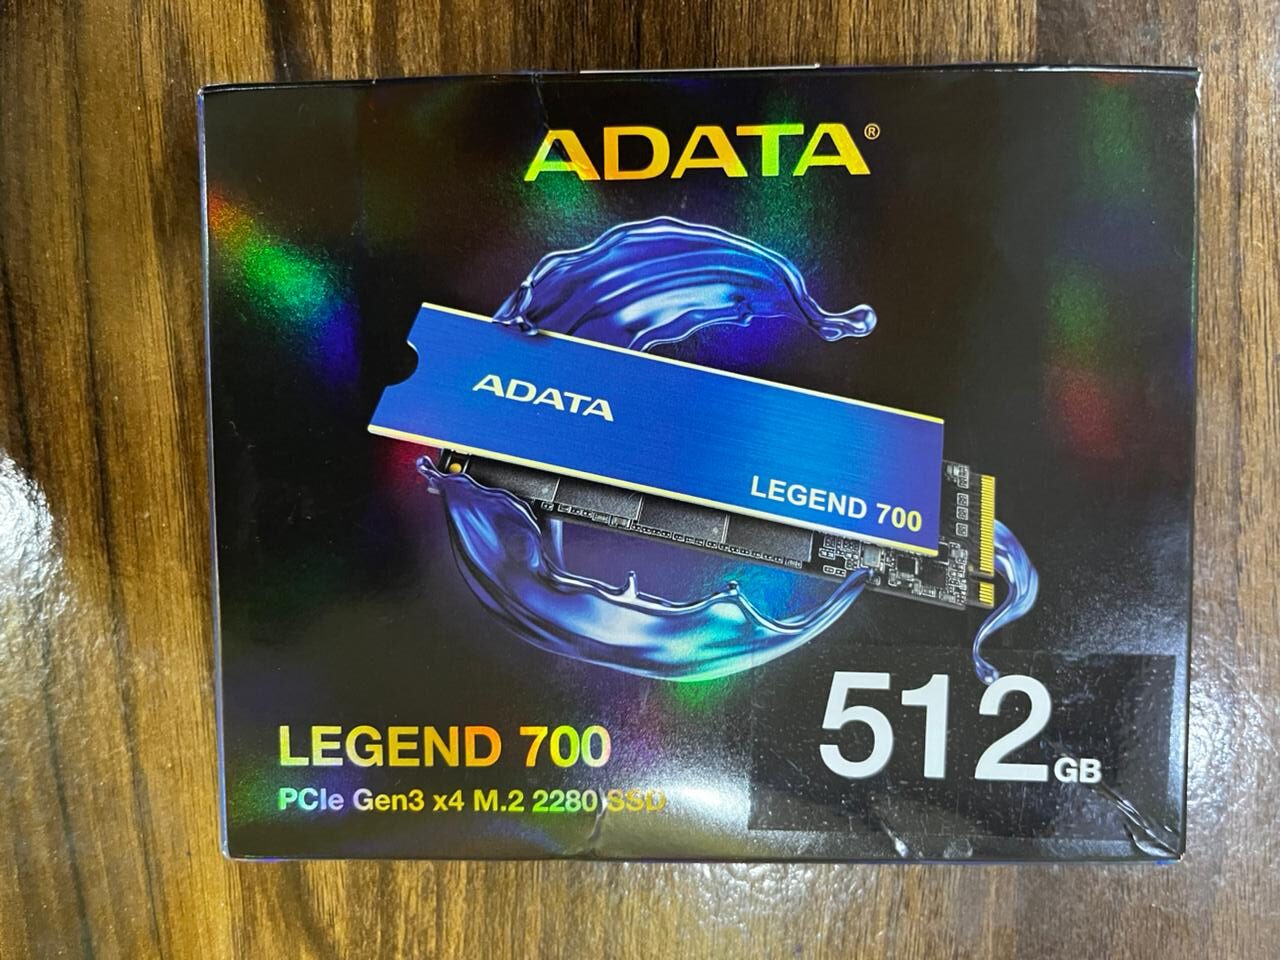 ADATA®
ADATA
LEGEND 700
512GB
LEGEND 700
PCIe Gen3 x4 M.2 2280 SSD